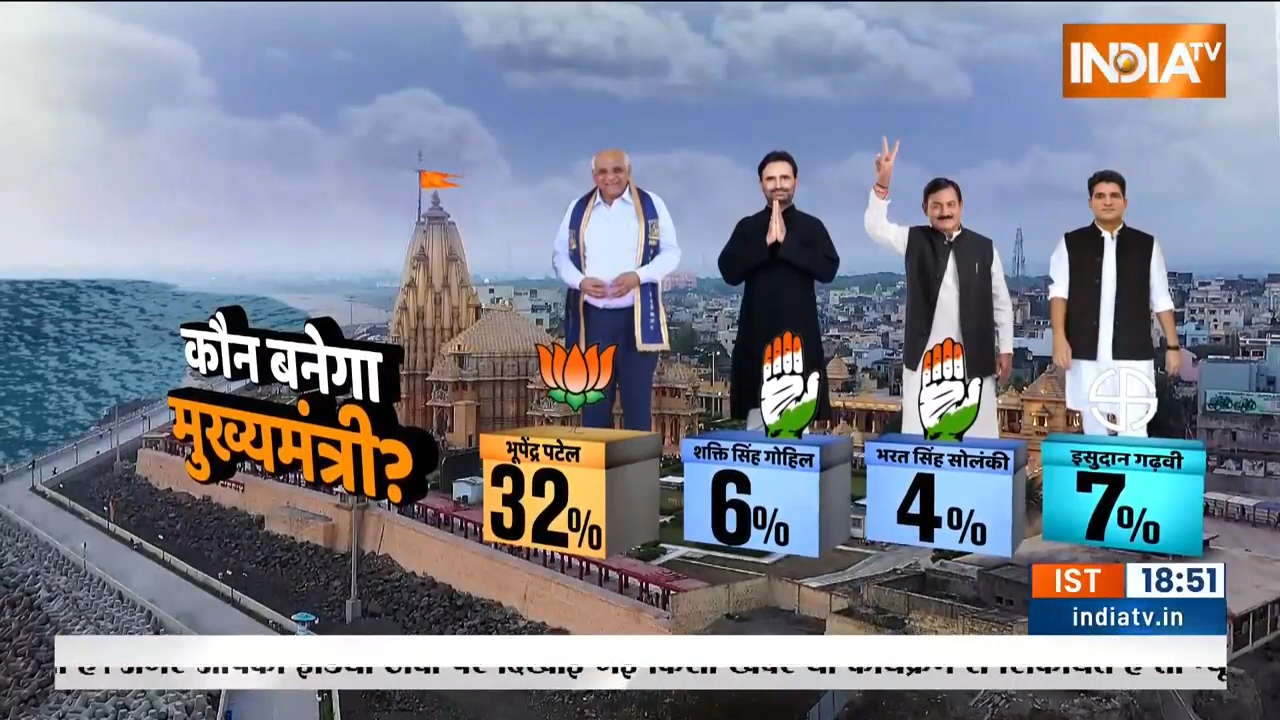 INDIA TV
कौन बनेगा
मुख्यमंत्री?
भूपेंद्र पटेल
32%
शक्ति सिंह गोहिल
6%
भरत सिंह सोलंकी
4%
इसुदान गढ़वी
7%
IST 18:51
indiatv.in